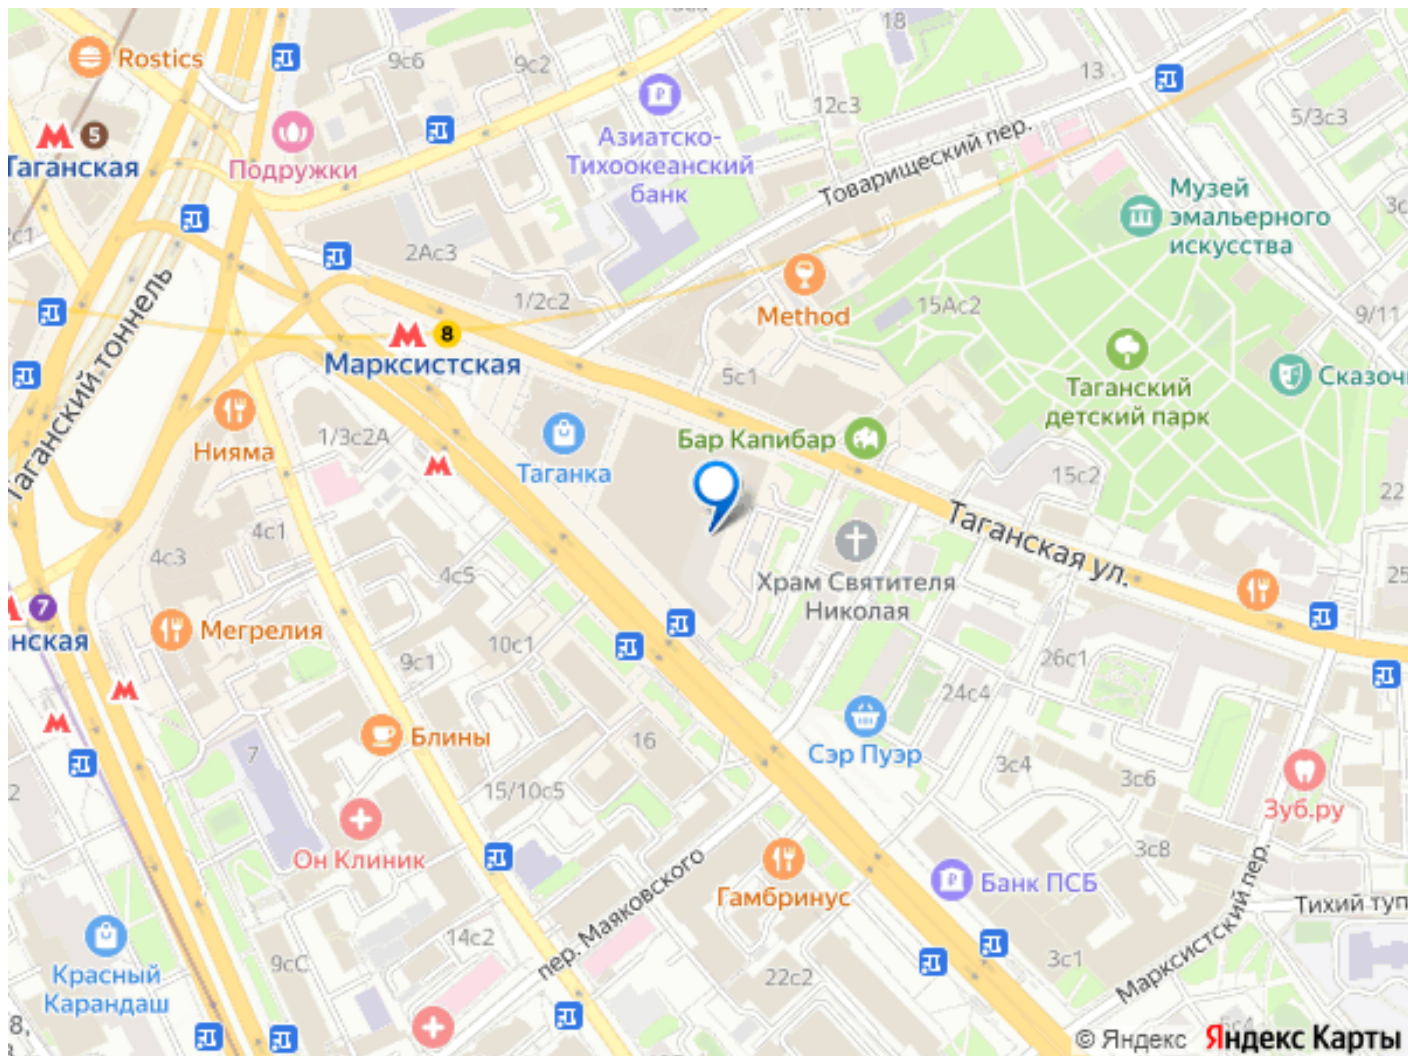 18
Rostics
9с6
9с2
13
12с3
5/3с3
5
Таганская
Подружки
Азиатско-
Тихоокеанский
банк
Товарищеский пер.
Музей
эмальерного
искусства
2Ас3
1/2с2
Method
15Ас2
9/11
8
Марксистская
Таганский тоннель
5с1
Таганский
детский парк
Нияма
1/3с2А
Таганка
Бар Капибар
15с2
22
4с1
4с3
4с5
Таганская ул.
Храм Святителя
Николая
25
7
нская
Мегрелия
10с1
9с1
26с1
24с4
Блины
16
7
Сэр Пуэр
3с4
3с6
15/10с5
Зуб.ру
Он Клиник
3с8
пер. Маяковского
Гамбринус
Банк ПСБ
Марксистский пер.
Тихий туп
14с2
9сС
Красный
Карандаш
22с2
3с1
© Яндекс Яндекс Карты